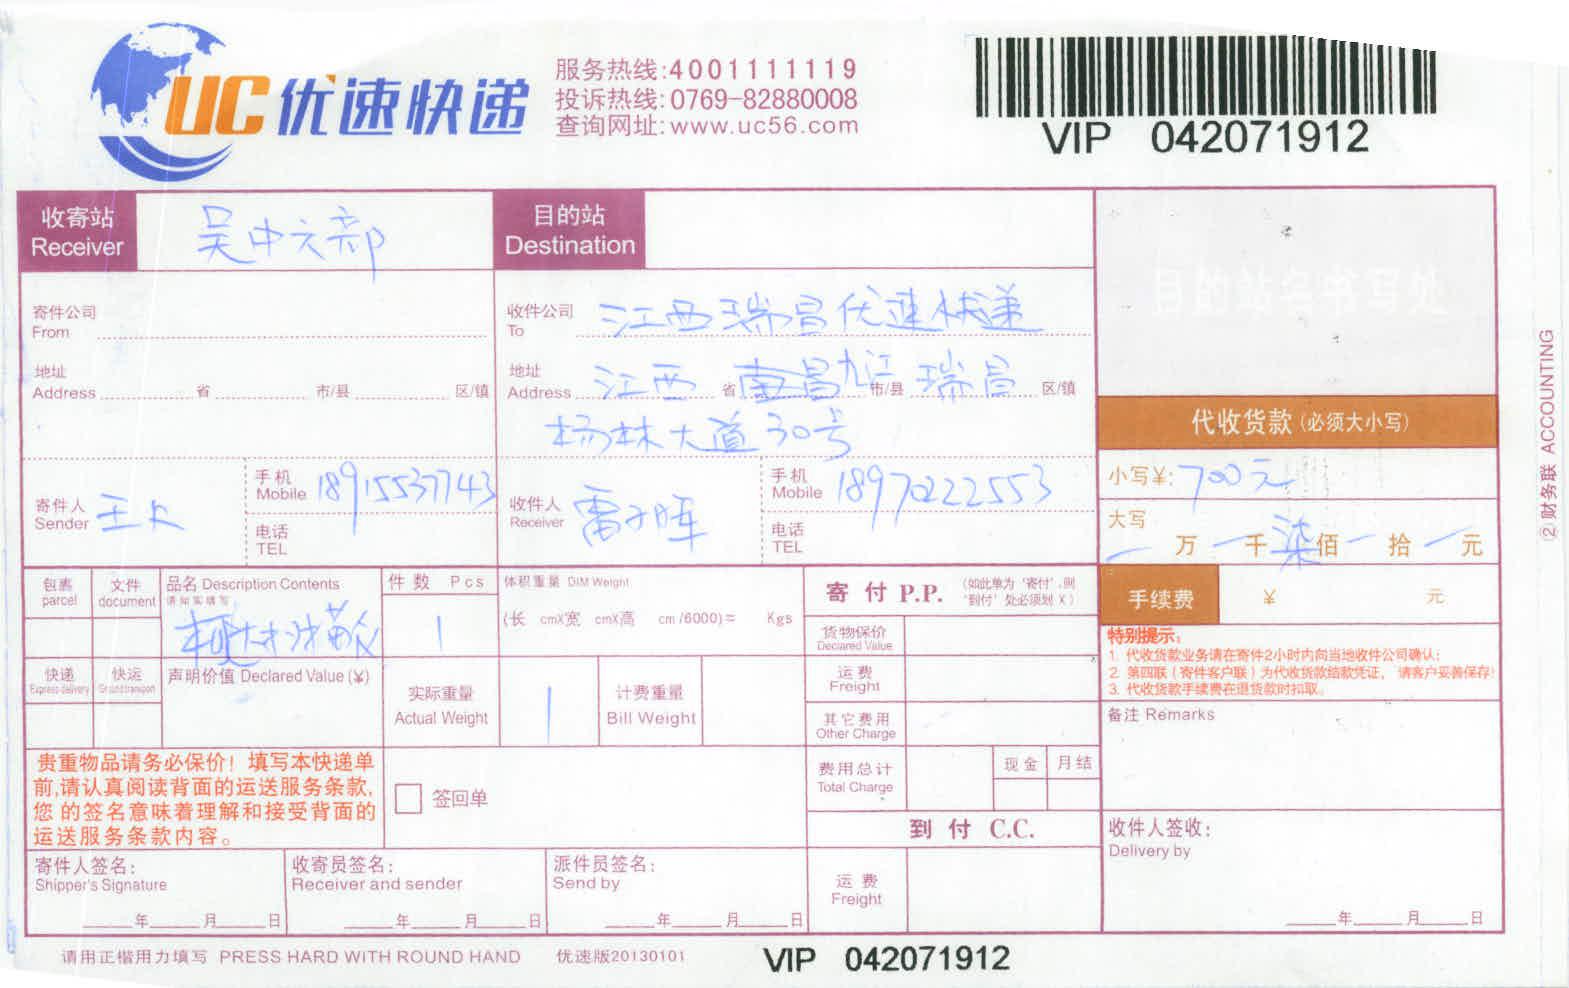 UC 优速快递
服务热线:4001111119
投诉热线:0769-82880008
查询网址:www.uc56.com
VIP 042071912
收寄站 Receiver
吴中六部
目的站 Destination
目的站名书写处
寄件公司 From
收件公司 To 江西瑞昌优速快递
地址 Address 省 市/县 区/镇
地址 Address 江西 省 南昌 九江 市/县 瑞昌 区/镇
杨林大道30号
代收货款(必须大小写)
小写¥:700元
大写
万 千 柒 佰 拾 元
寄件人 Sender
手机 Mobile 18915537743
电话 TEL
收件人 Receiver
手机 Mobile 18970222553
电话 TEL
包裹 parcel
文件 document
品名 Description Contents
请如实填写
件数 Pcs
1
体积重量 DIM Weight
(长 cmX宽 cmX高 cm/6000)= Kgs
寄付 P.P. (如此单为'寄付',则'到付'处必须划X)
手续费 ¥ 元
货物保价 Declared Value
快递 Express delivery
快运 Ground transport
声明价值 Declared Value (¥)
实际重量 Actual Weight
1
计费重量 Bill Weight
运费 Freight
其它费用 Other Charge
特别提示:
1. 代收货款业务请在寄件2小时内向当地收件公司确认;
2. 第四联(寄件客户联)为代收货款结款凭证, 请客户妥善保存!
3. 代收货款手续费在退货款时扣取。
备注 Remarks
贵重物品请务必保价! 填写本快递单
前,请认真阅读背面的运送服务条款,
您的签名意味着理解和接受背面的
运送服务条款内容。
签回单
费用总计 Total Charge
现金 月结
到付 C.C.
运费 Freight
收件人签收:
Delivery by
年 月 日
寄件人签名:
Shipper's Signature
年 月 日
收寄员签名:
Receiver and sender
年 月 日
派件员签名:
Send by
年 月 日
请用正楷用力填写 PRESS HARD WITH ROUND HAND 优速版20130101
VIP 042071912
②财务联 ACCOUNTING